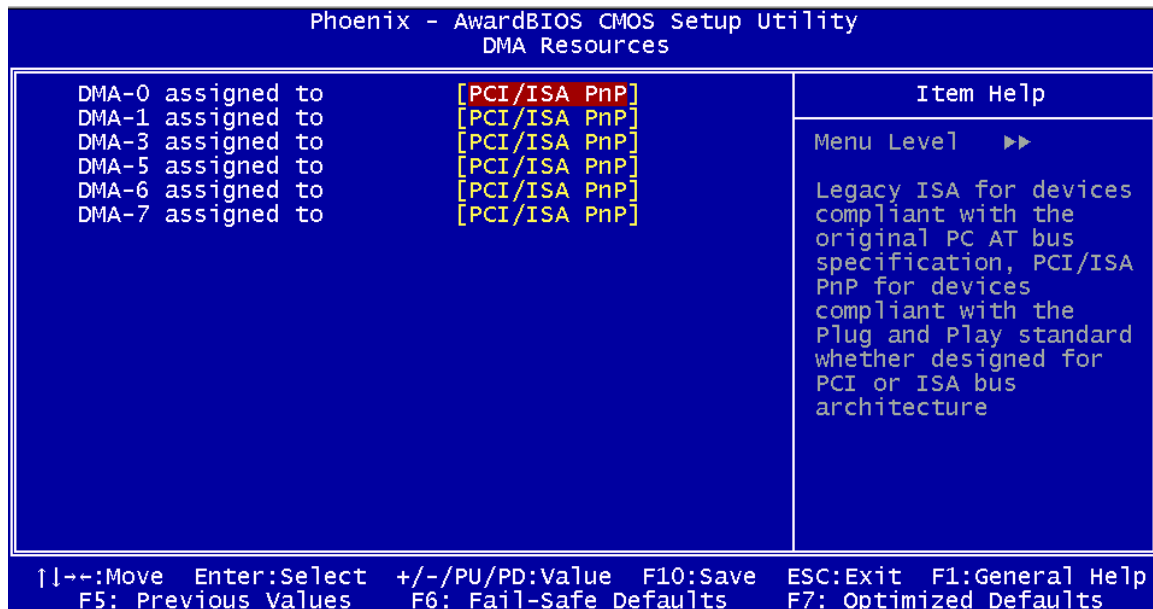 Phoenix - AwardBIOS CMOS Setup Utility
DMA Resources
DMA-0 assigned to [PCI/ISA PnP]
DMA-1 assigned to [PCI/ISA PnP]
DMA-3 assigned to [PCI/ISA PnP]
DMA-5 assigned to [PCI/ISA PnP]
DMA-6 assigned to [PCI/ISA PnP]
DMA-7 assigned to [PCI/ISA PnP]
Item Help
Menu Level ▶▶
Legacy ISA for devices
compliant with the
original PC AT bus
specification, PCI/ISA
PnP for devices
compliant with the
Plug and Play standard
whether designed for
PCI or ISA bus
architecture
↑↓→←:Move Enter:Select +/-/PU/PD:Value F10:Save ESC:Exit F1:General Help
F5: Previous Values F6: Fail-Safe Defaults F7: Optimized Defaults